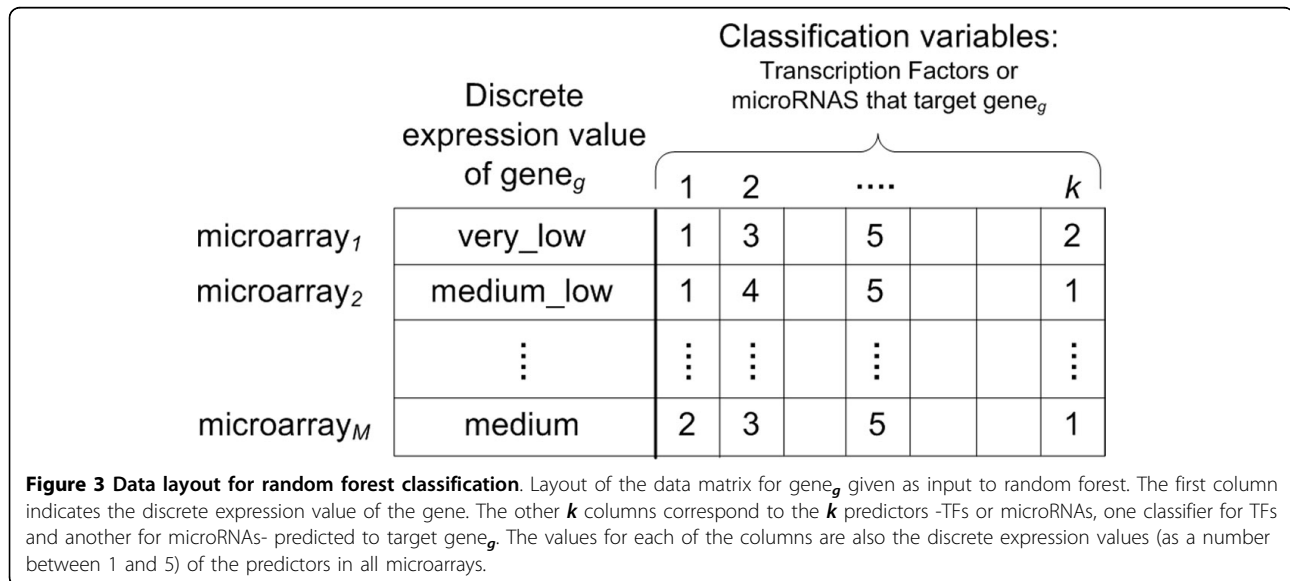 Classification variables:
Transcription Factors or
microRNAS that target gene_g
Discrete
expression value
of gene_g
1 2 .... k
microarray_1 very_low 1 3 5 2
microarray_2 medium_low 1 4 5 1
⋮ ⋮ ⋮ ⋮ ⋮
microarray_M medium 2 3 5 1
Figure 3 Data layout for random forest classification. Layout of the data matrix for gene_g given as input to random forest. The first column
indicates the discrete expression value of the gene. The other k columns correspond to the k predictors -TFs or microRNAs, one classifier for TFs
and another for microRNAs- predicted to target gene_g. The values for each of the columns are also the discrete expression values (as a number
between 1 and 5) of the predictors in all microarrays.